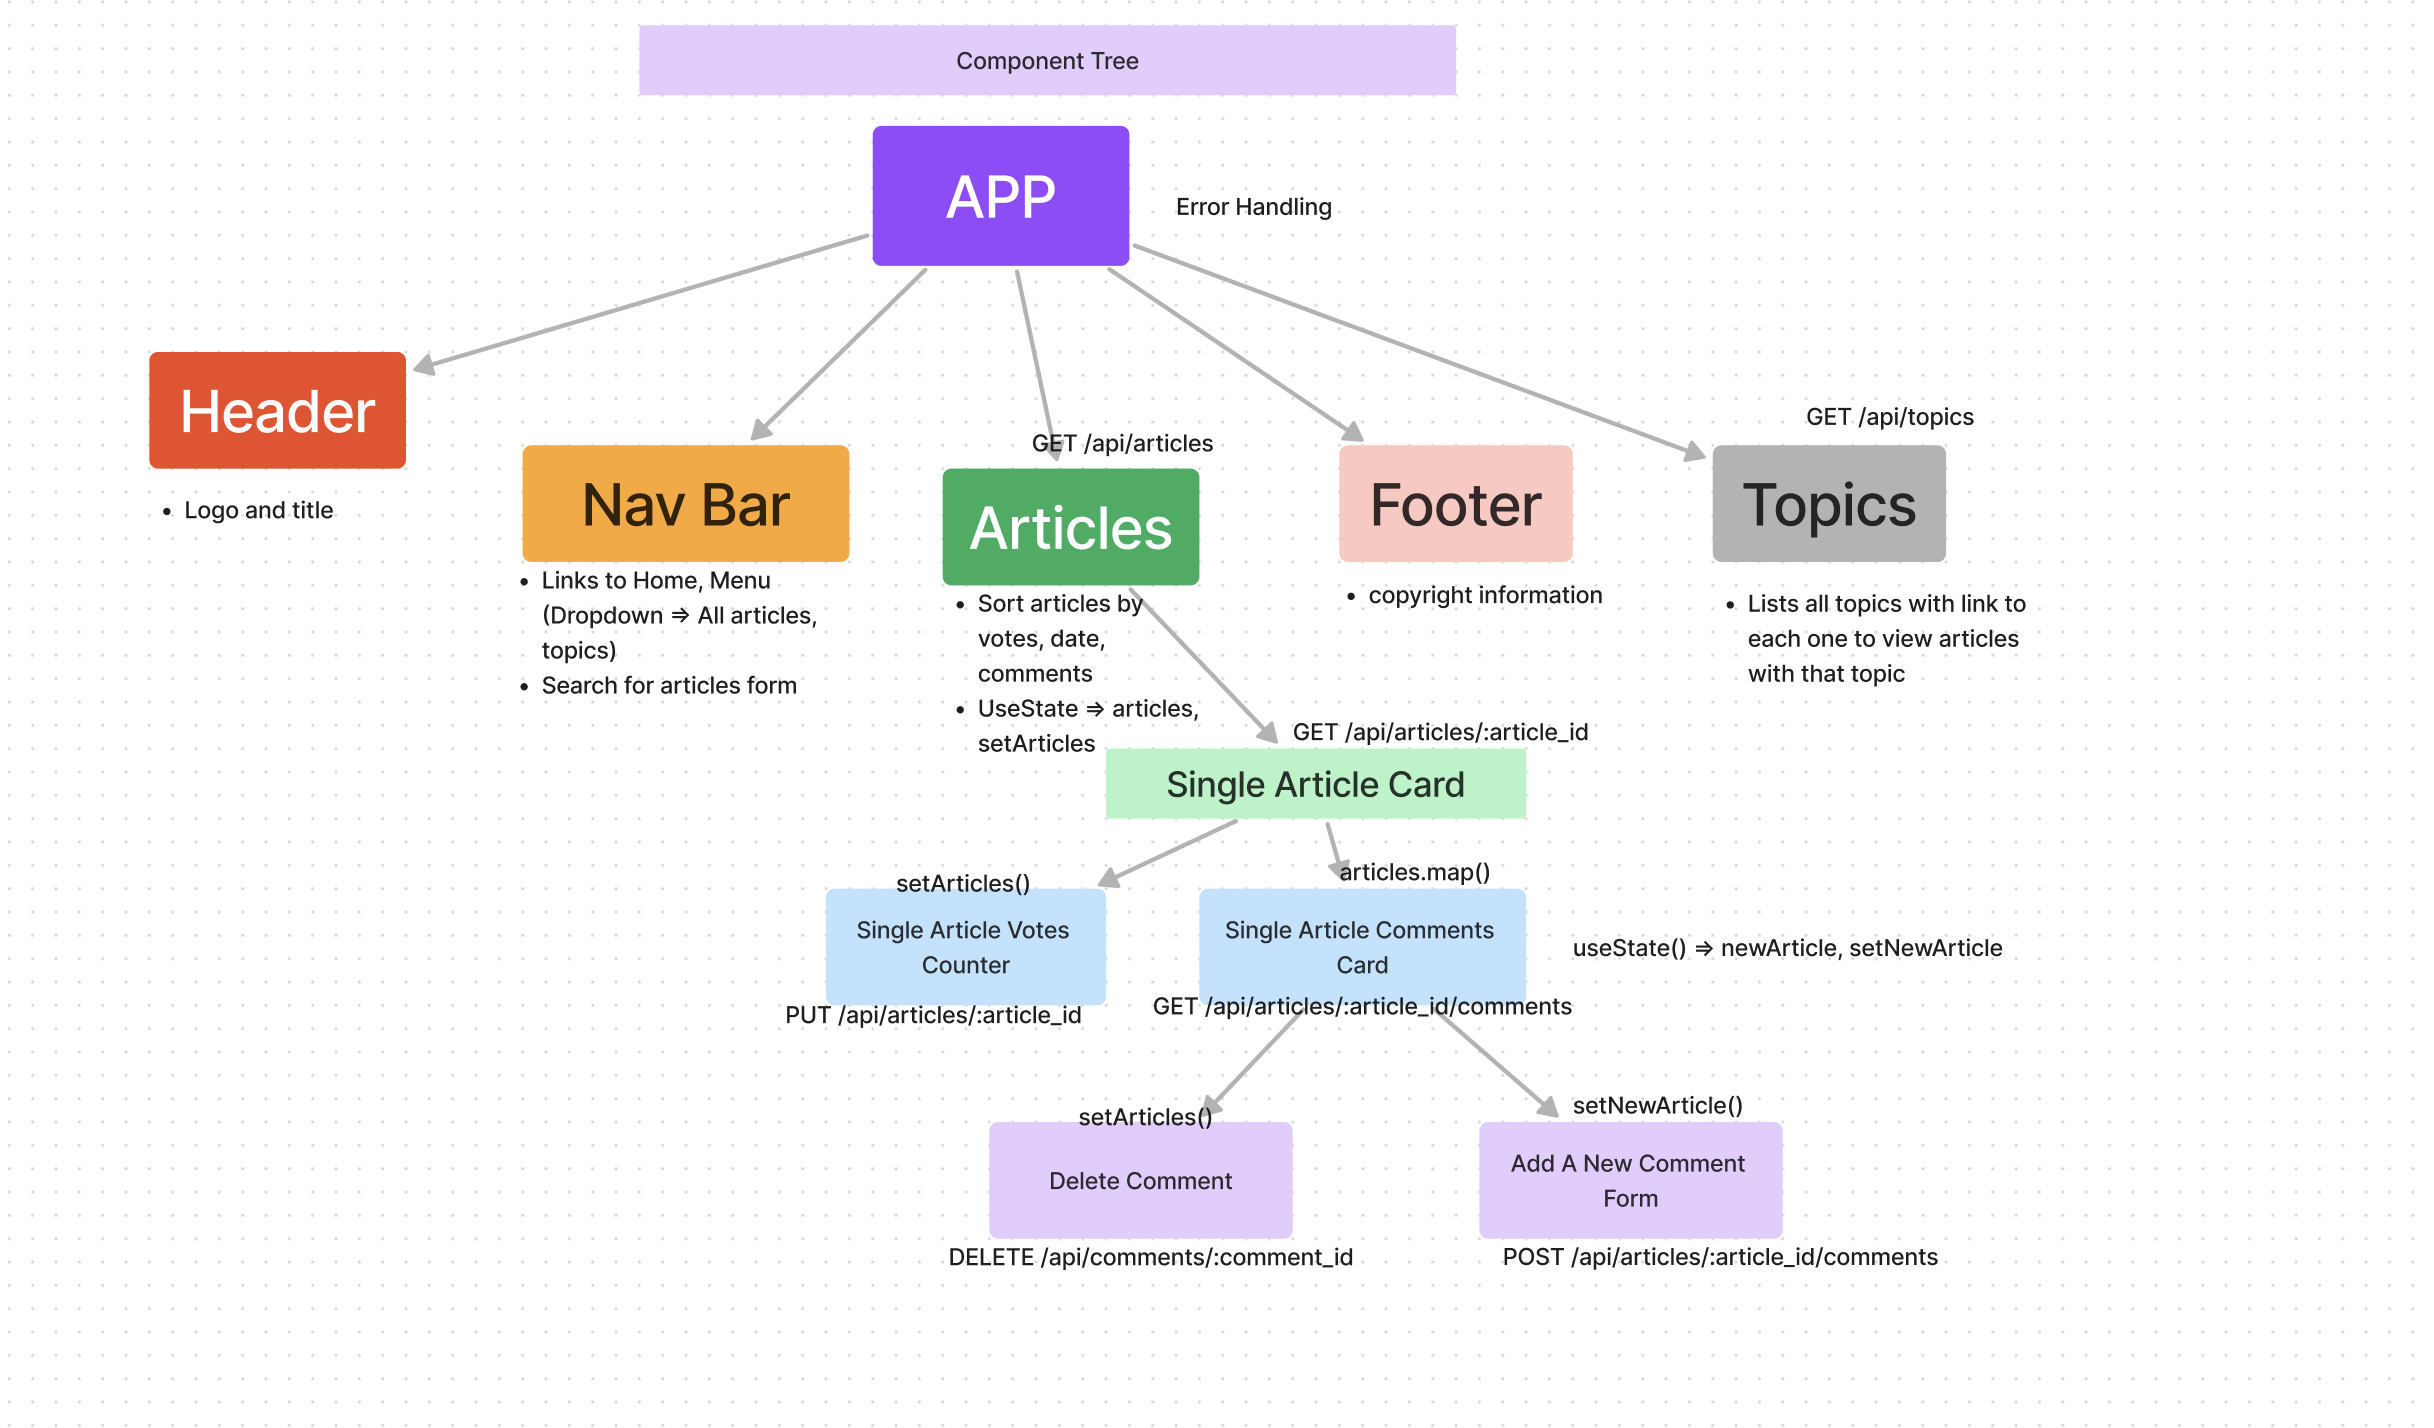 Component Tree
APP
Error Handling
Header
• Logo and title
Nav Bar
• Links to Home, Menu
(Dropdown ⇒ All articles,
topics)
• Search for articles form
GET /api/articles
Articles
• Sort articles by
votes, date,
comments
• UseState ⇒ articles,
setArticles
Footer
• copyright information
GET /api/topics
Topics
• Lists all topics with link to
each one to view articles
with that topic
GET /api/articles/:article_id
Single Article Card
setArticles()
Single Article Votes
Counter
PUT /api/articles/:article_id
articles.map()
Single Article Comments
Card
GET /api/articles/:article_id/comments
useState() ⇒ newArticle, setNewArticle
setArticles()
Delete Comment
DELETE /api/comments/:comment_id
setNewArticle()
Add A New Comment
Form
POST /api/articles/:article_id/comments